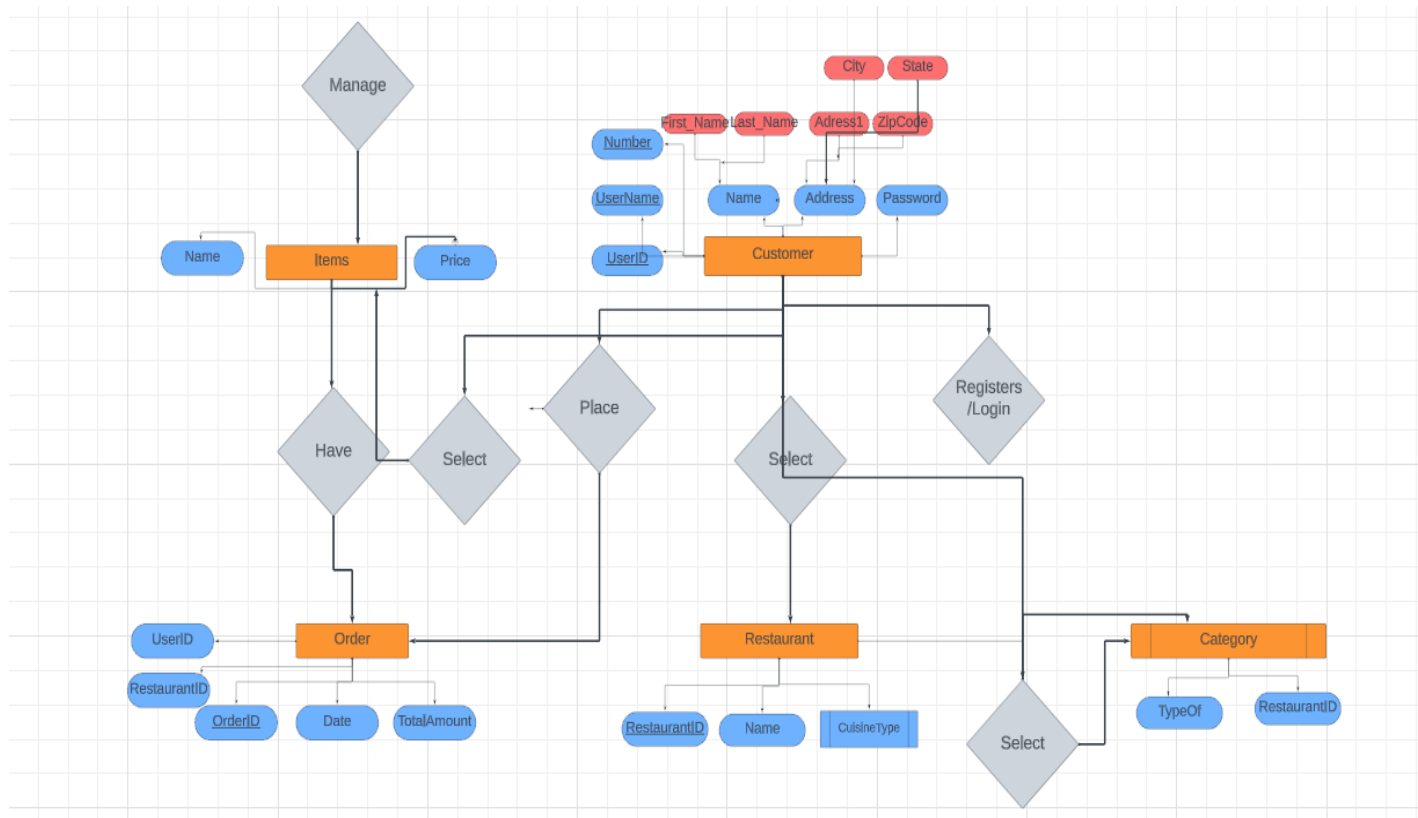 Manage
CIty
State
First_Name
Last_Name
Adress1
ZipCode
Number
UserName
Name
Address
Password
Name
Items
Price
UserID
Customer
Have
Select
Place
Select
Registers
/Login
UserID
Order
Restaurant
Category
RestaurantID
OrderID
Date
TotalAmount
RestaurantID
Name
CuisineType
Select
TypeOf
RestaurantID